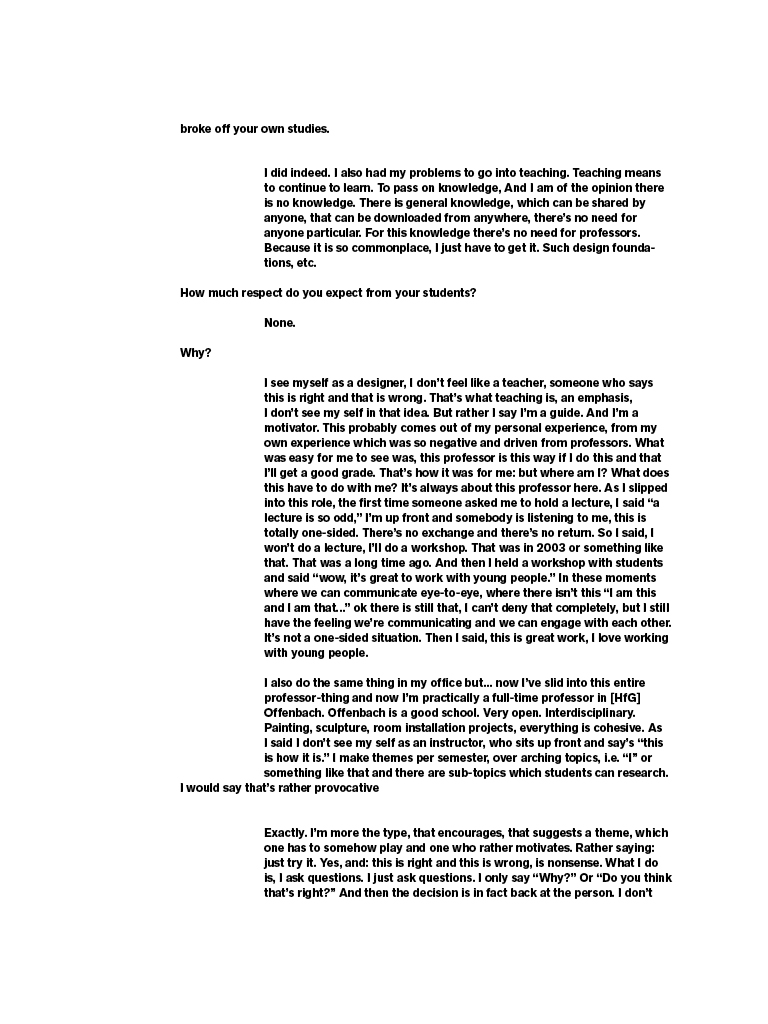 broke off your own studies.
I did indeed. I also had my problems to go into teaching. Teaching means
to continue to learn. To pass on knowledge, And I am of the opinion there
is no knowledge. There is general knowledge, which can be shared by
anyone, that can be downloaded from anywhere, there’s no need for
anyone particular. For this knowledge there’s no need for professors.
Because it is so commonplace, I just have to get it. Such design founda-
tions, etc.
How much respect do you expect from your students?
None.
Why?
I see myself as a designer, I don’t feel like a teacher, someone who says
this is right and that is wrong. That’s what teaching is, an emphasis,
I don’t see my self in that idea. But rather I say I’m a guide. And I’m a
motivator. This probably comes out of my personal experience, from my
own experience which was so negative and driven from professors. What
was easy for me to see was, this professor is this way if I do this and that
I’ll get a good grade. That’s how it was for me: but where am I? What does
this have to do with me? It’s always about this professor here. As I slipped
into this role, the first time someone asked me to hold a lecture, I said “a
lecture is so odd,” I’m up front and somebody is listening to me, this is
totally one-sided. There’s no exchange and there’s no return. So I said, I
won’t do a lecture, I’ll do a workshop. That was in 2003 or something like
that. That was a long time ago. And then I held a workshop with students
and said “wow, it’s great to work with young people.” In these moments
where we can communicate eye-to-eye, where there isn’t this “I am this
and I am that...” ok there is still that, I can’t deny that completely, but I still
have the feeling we’re communicating and we can engage with each other.
It’s not a one-sided situation. Then I said, this is great work, I love working
with young people.
I also do the same thing in my office but... now I’ve slid into this entire
professor-thing and now I’m practically a full-time professor in [HfG]
Offenbach. Offenbach is a good school. Very open. Interdisciplinary.
Painting, sculpture, room installation projects, everything is cohesive. As
I said I don’t see my self as an instructor, who sits up front and say’s “this
is how it is.” I make themes per semester, over arching topics, i.e. “I” or
something like that and there are sub-topics which students can research.
I would say that’s rather provocative
Exactly. I’m more the type, that encourages, that suggests a theme, which
one has to somehow play and one who rather motivates. Rather saying:
just try it. Yes, and: this is right and this is wrong, is nonsense. What I do
is, I ask questions. I just ask questions. I only say “Why?” Or “Do you think
that’s right?” And then the decision is in fact back at the person. I don’t